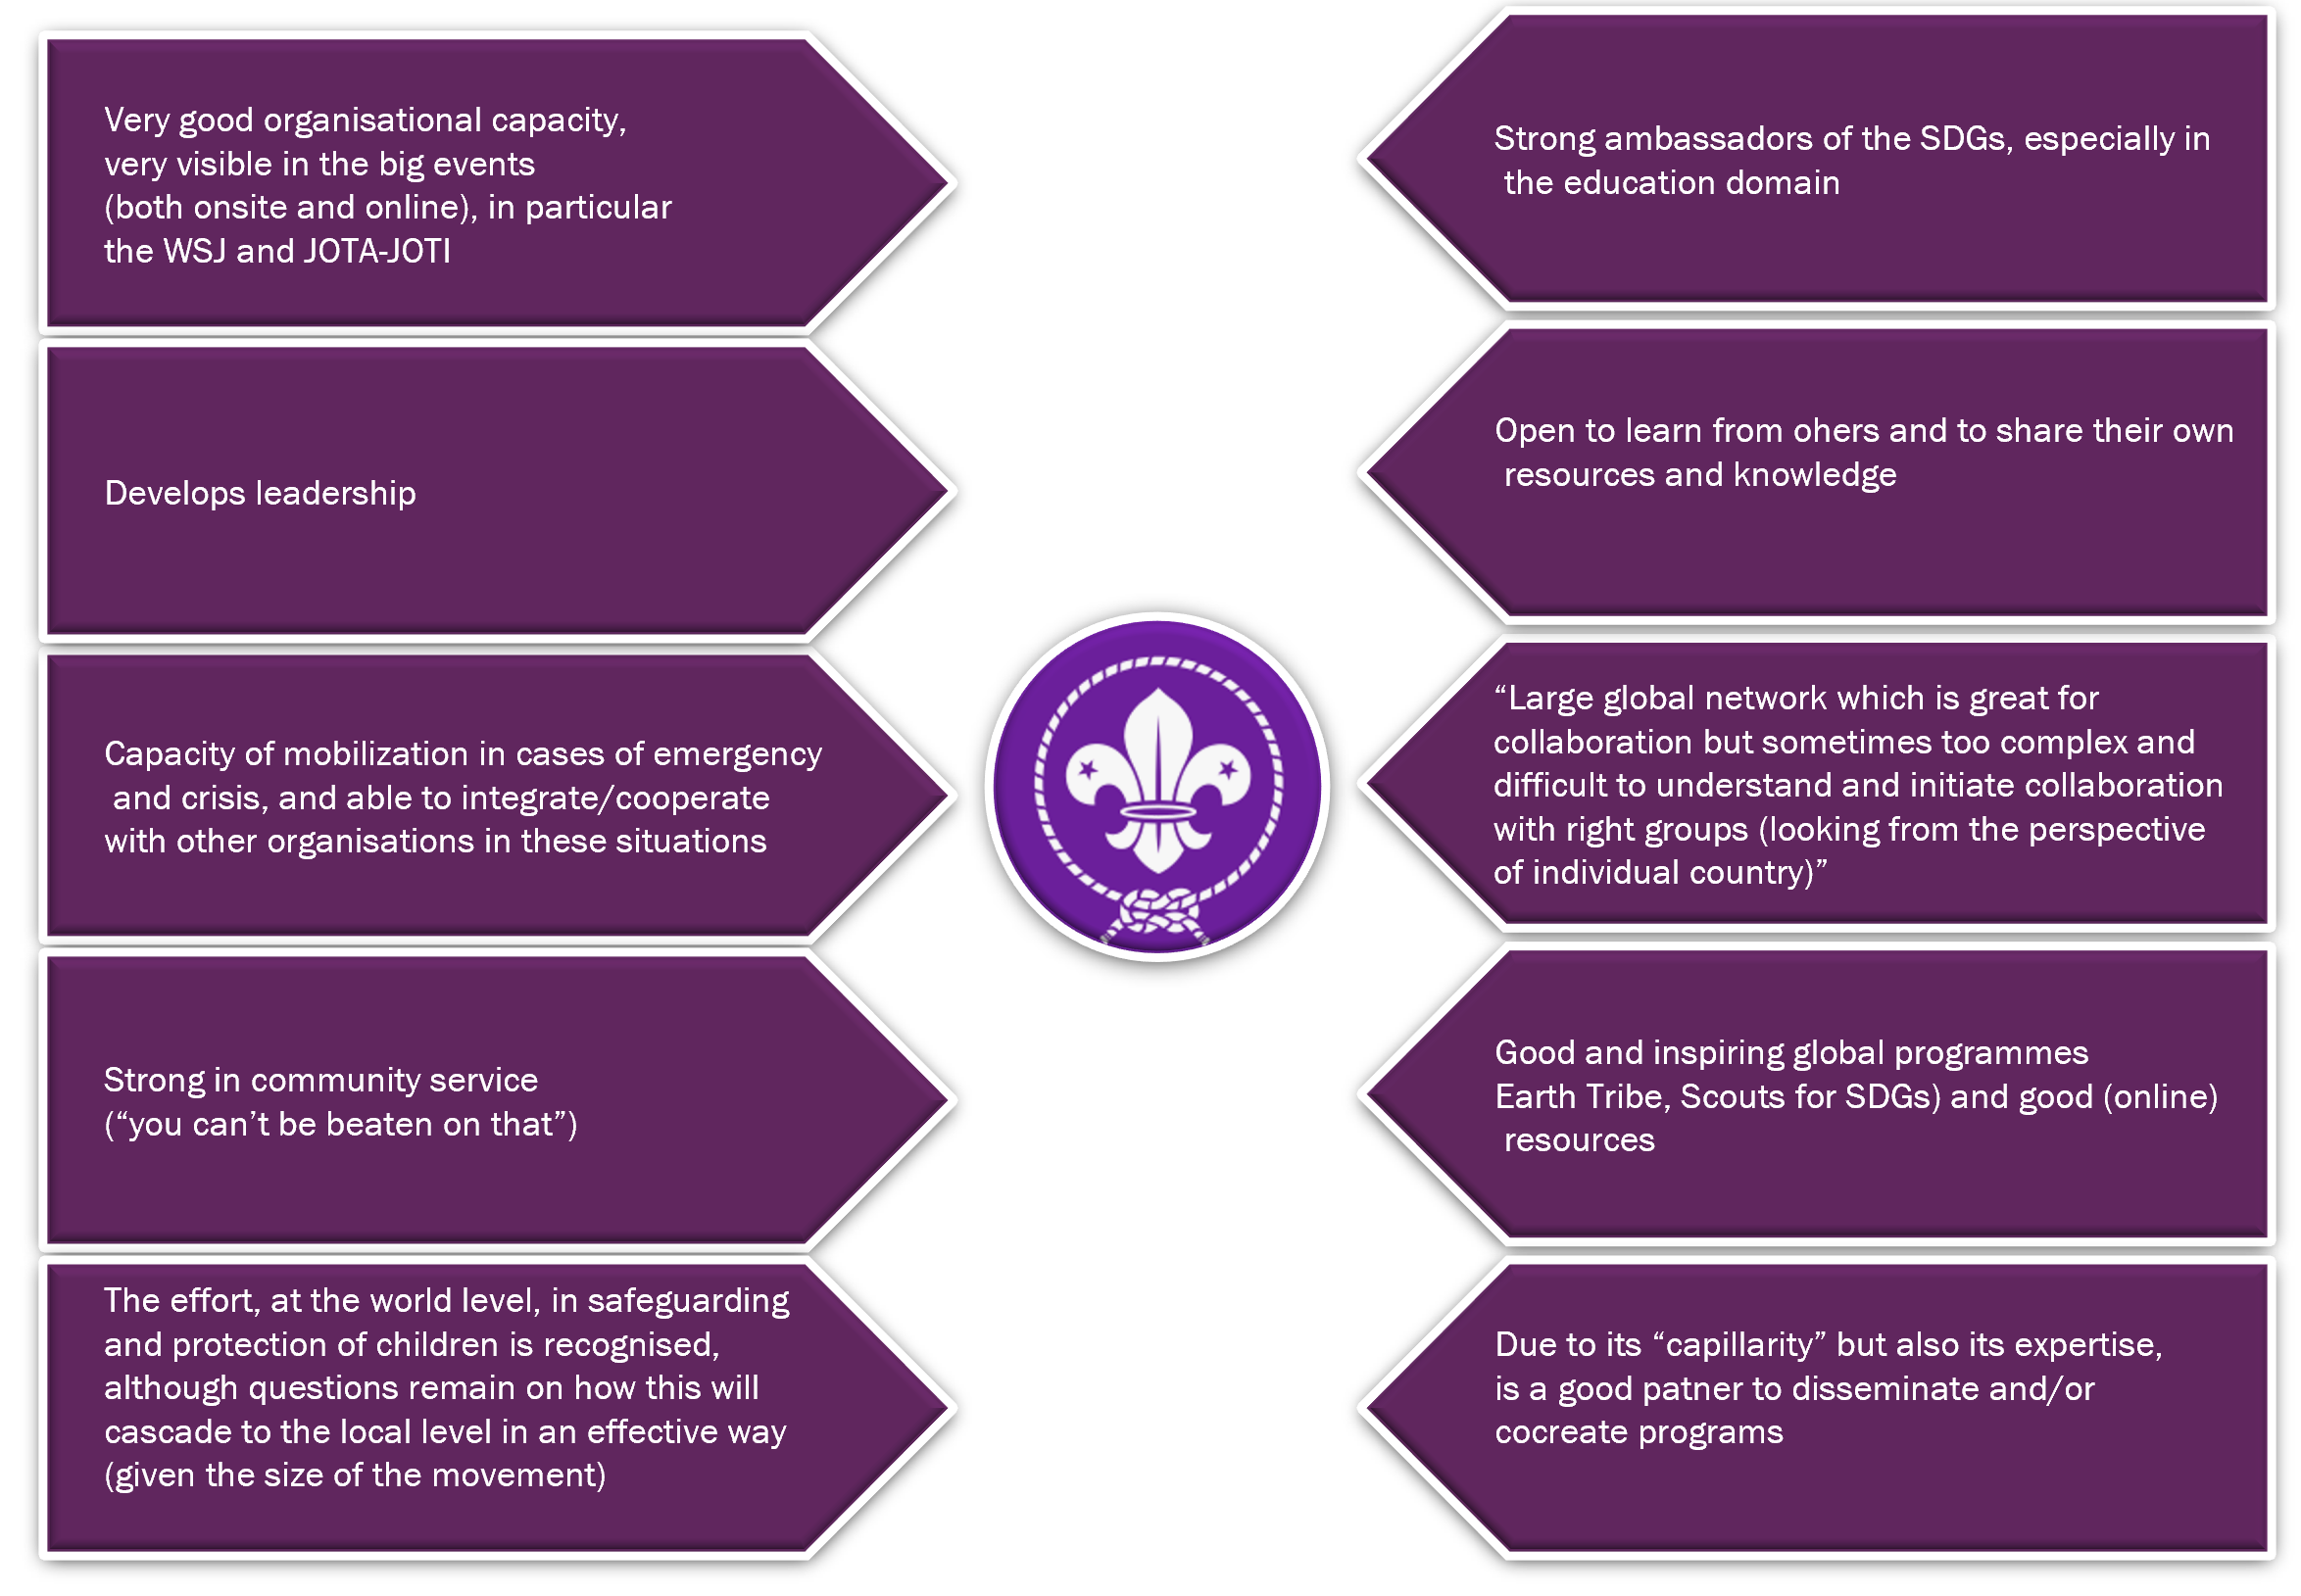 Very good organisational capacity,
very visible in the big events
(both onsite and online), in particular
the WSJ and JOTA-JOTI
Develops leadership
Capacity of mobilization in cases of emergency
and crisis, and able to integrate/cooperate
with other organisations in these situations
Strong in community service
(“you can’t be beaten on that”)
The effort, at the world level, in safeguarding
and protection of children is recognised,
although questions remain on how this will
cascade to the local level in an effective way
(given the size of the movement)
Strong ambassadors of the SDGs, especially in
the education domain
Open to learn from ohers and to share their own
resources and knowledge
“Large global network which is great for
collaboration but sometimes too complex and
difficult to understand and initiate collaboration
with right groups (looking from the perspective
of individual country)”
Good and inspiring global programmes
Earth Tribe, Scouts for SDGs) and good (online)
resources
Due to its “capillarity” but also its expertise,
is a good patner to disseminate and/or
cocreate programs